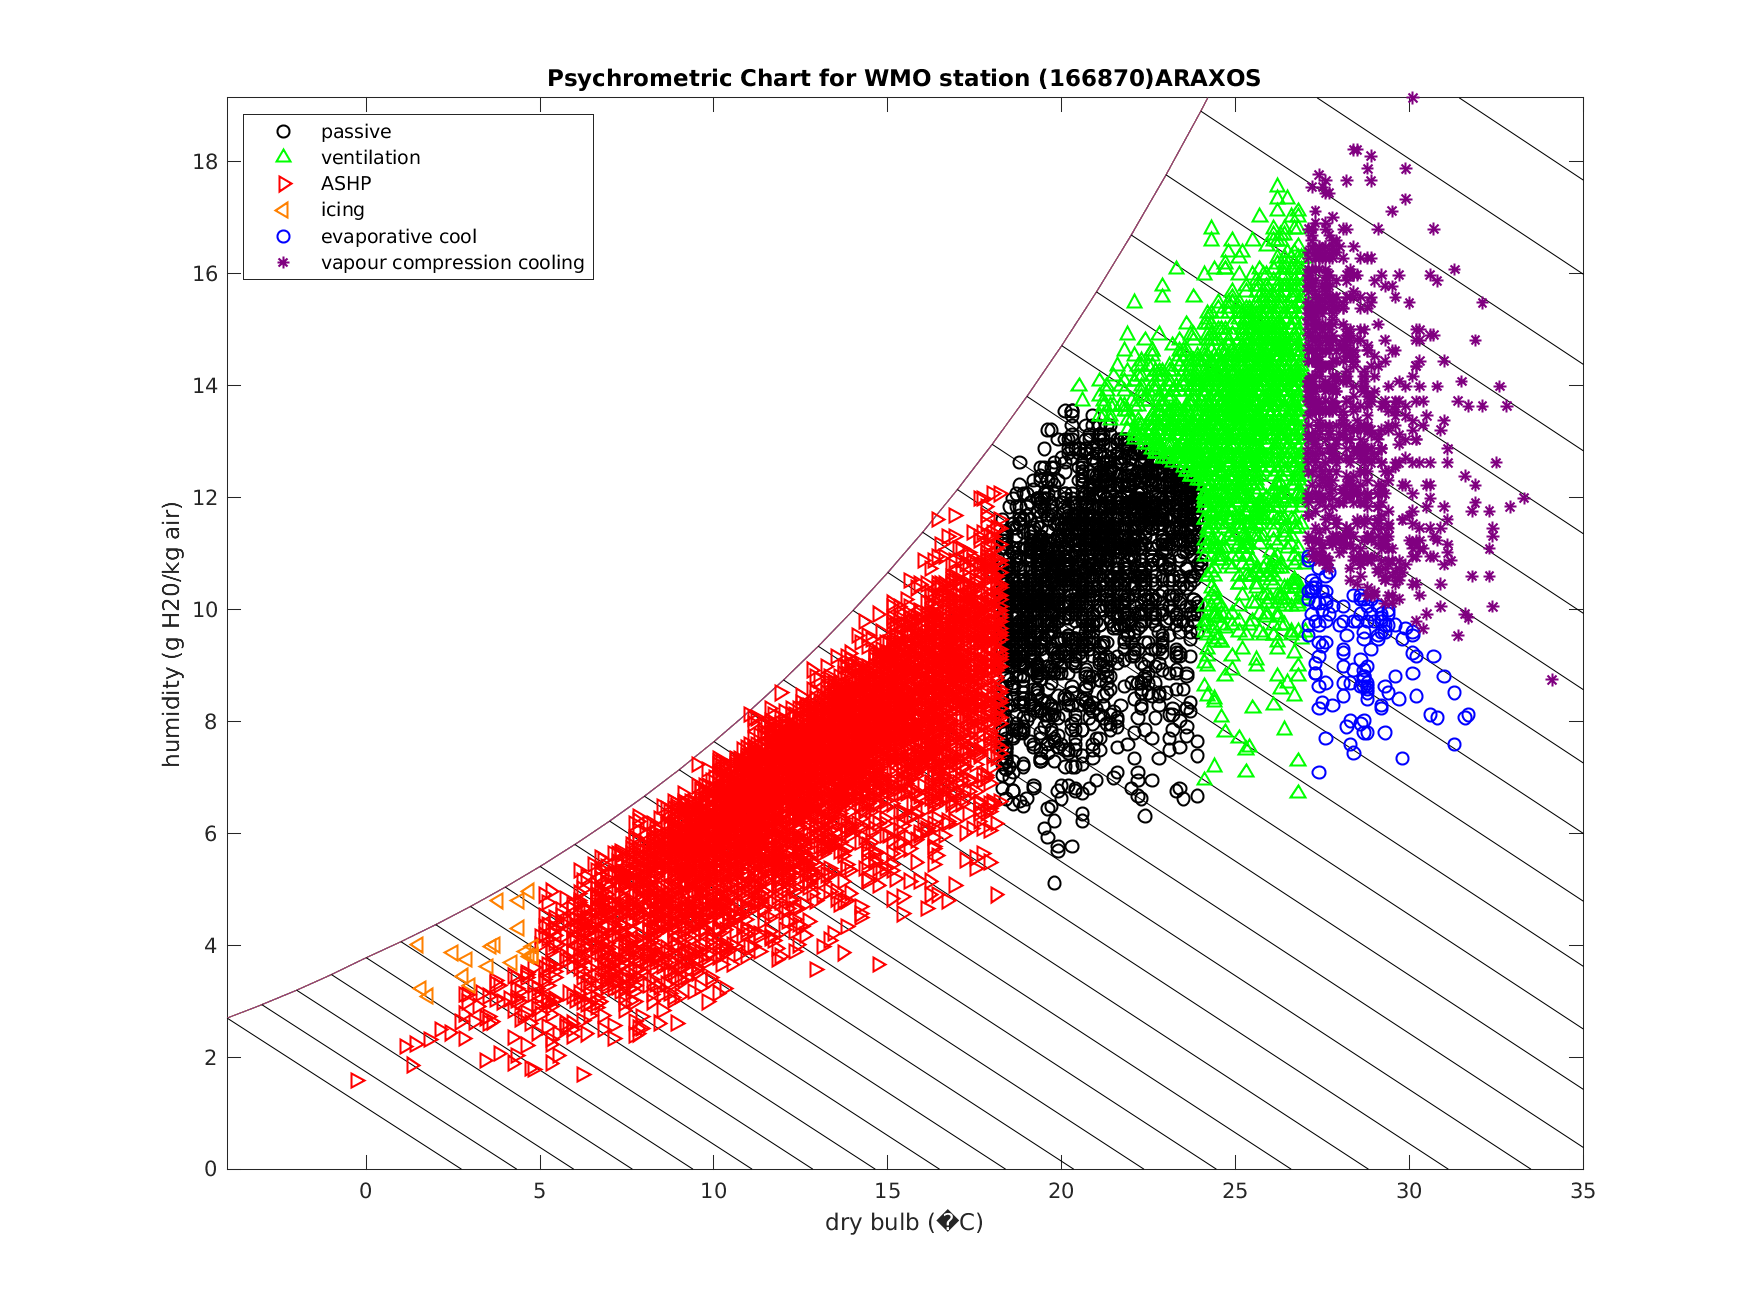 Psychrometric Chart for WMO station (166870)ARAXOS
passive
ventilation
ASHP
icing
evaporative cool
vapour compression cooling
humidity (g H20/kg air)
18
16
14
12
10
8
6
4
2
0
0 5 10 15 20 25 30 35
dry bulb (�C)